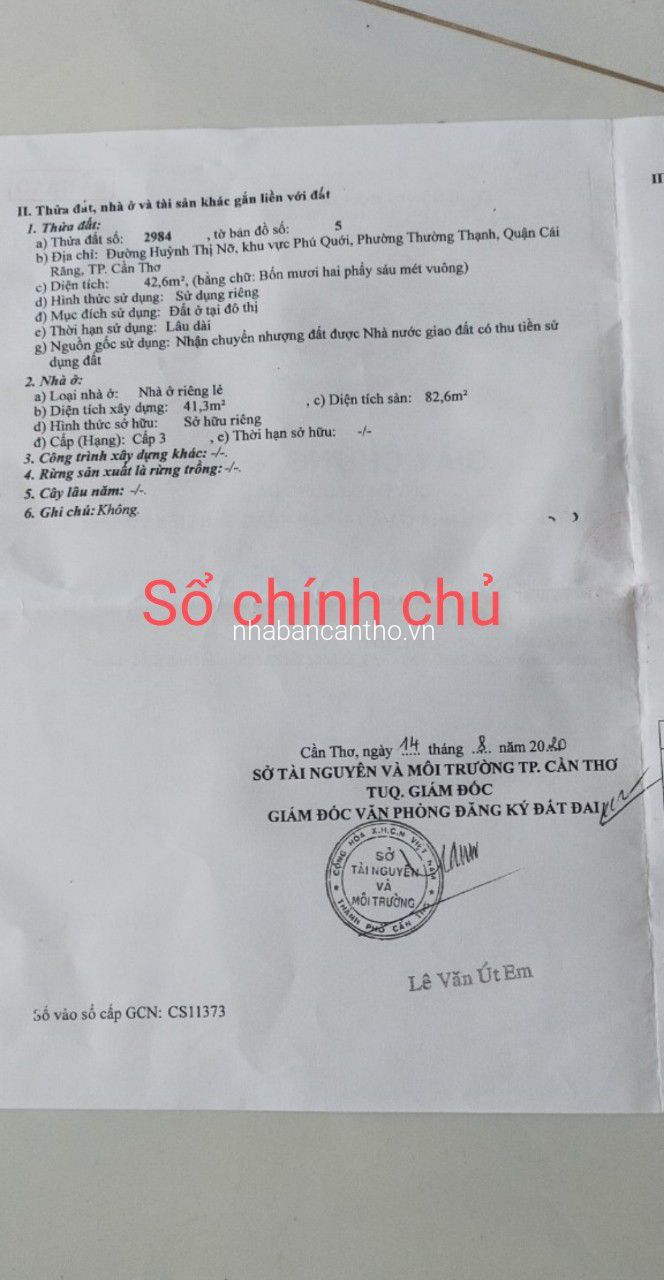 II. Thửa đất, nhà ở và tài sản khác gắn liền với đất
II
1. Thửa đất:
a) Thửa đất số: 2984 , tờ bản đồ số: 5
b) Địa chỉ: Đường Huỳnh Thị Nở, khu vực Phú Quới, Phường Thường Thạnh, Quận Cái
Răng, TP. Cần Thơ
c) Diện tích: 42,6m², (bằng chữ: Bốn mươi hai phẩy sáu mét vuông)
d) Hình thức sử dụng: Sử dụng riêng
đ) Mục đích sử dụng: Đất ở tại đô thị
e) Thời hạn sử dụng: Lâu dài
g) Nguồn gốc sử dụng: Nhận chuyển nhượng đất được Nhà nước giao đất có thu tiền sử
dụng đất
2. Nhà ở:
a) Loại nhà ở: Nhà ở riêng lẻ
b) Diện tích xây dựng: 41,3m² , c) Diện tích sàn: 82,6m²
d) Hình thức sở hữu: Sở hữu riêng
đ) Cấp (Hạng): Cấp 3 , e) Thời hạn sở hữu: -/-
3. Công trình xây dựng khác: -/-.
4. Rừng sản xuất là rừng trồng: -/-.
5. Cây lâu năm: -/-.
6. Ghi chú: Không.
Sổ chính chủ
nhabancantho.vn
Cần Thơ, ngày 14 tháng 8 năm 2020
SỞ TÀI NGUYÊN VÀ MÔI TRƯỜNG TP. CẦN THƠ
TUQ. GIÁM ĐỐC
GIÁM ĐỐC VĂN PHÒNG ĐĂNG KÝ ĐẤT ĐAI
CỘNG HÒA X.H.C.N VIỆT NAM
SỞ
TÀI NGUYÊN
VÀ
MÔI TRƯỜNG
THÀNH PHỐ CẦN THƠ
Lê Văn Út Em
Số vào sổ cấp GCN: CS11373